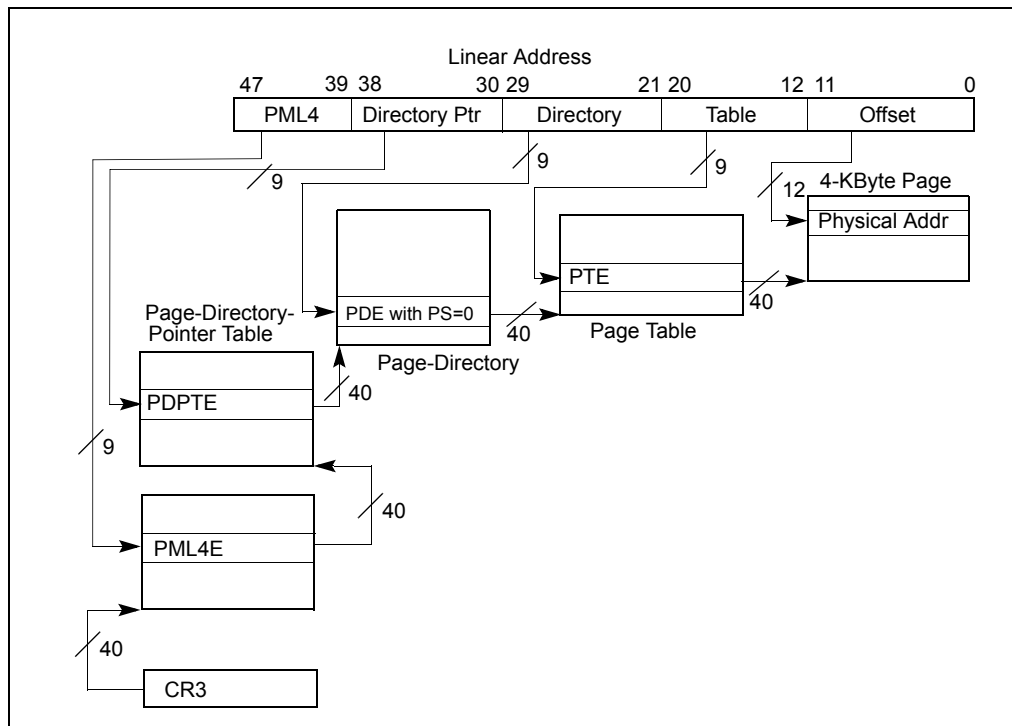 Linear Address
47 39 38 30 29 21 20 12 11 0
PML4 Directory Ptr Directory Table Offset
9 9 9
12 4-KByte Page
Physical Addr
PTE
40
PDE with PS=0
40
Page Table
Page-Directory-
Pointer Table
Page-Directory
40
PDPTE
9
40
PML4E
40
CR3